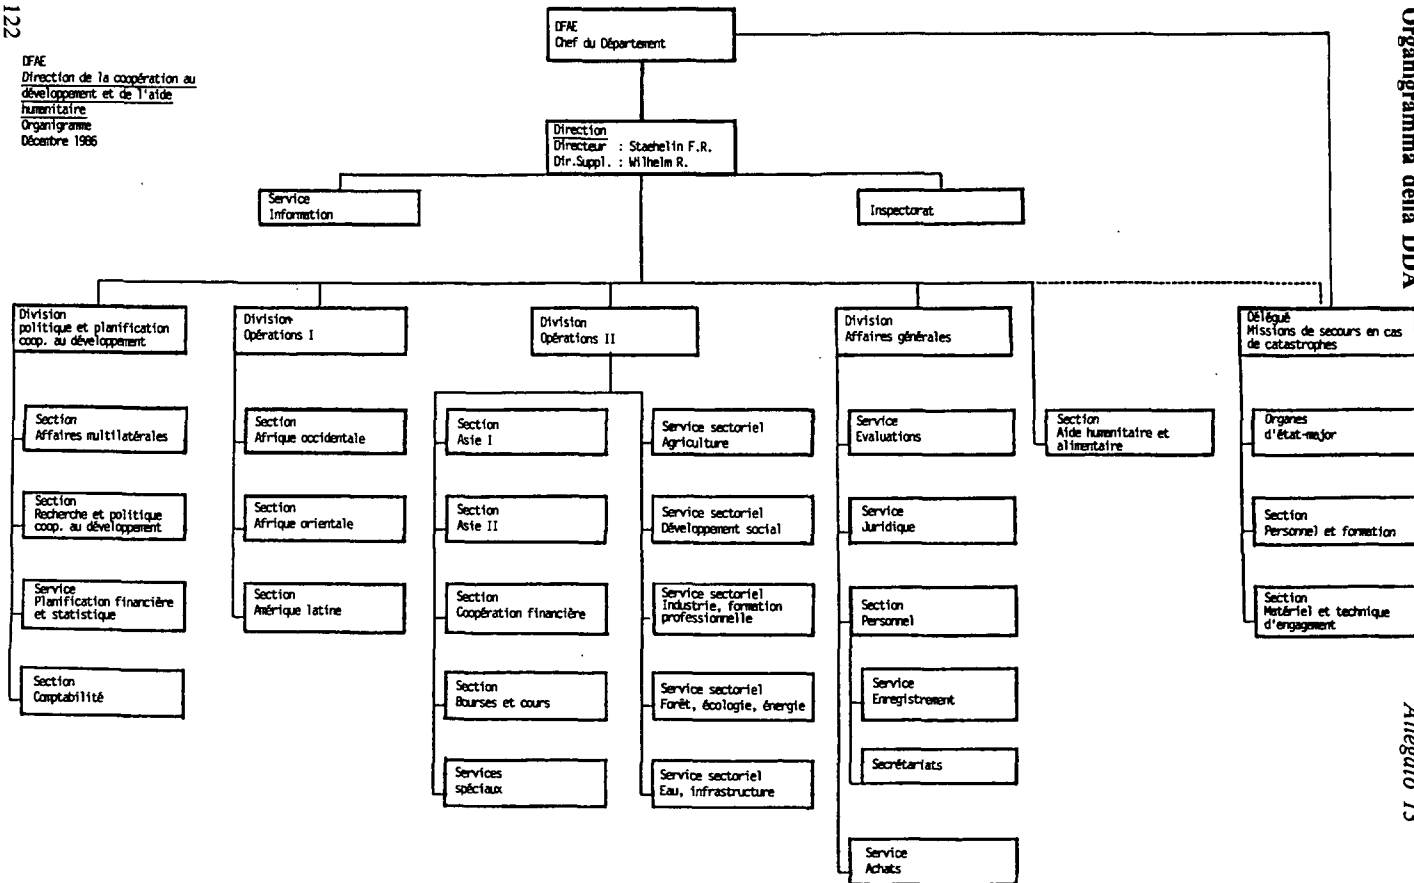 122
Organigramma della DDA
Allegato 13
DFAE
Direction de la coopération au
développement et de l'aide
humanitaire
Organigramme
Décembre 1986
DFAE
Chef du Département
Direction
Directeur : Staehelin F.R.
Dir.Suppl. : Wilhelm R.
Service
Information
Inspectorat
Division
politique et planification
coop. au développement
Section
Affaires multilatérales
Section
Recherche et politique
coop. au développement
Service
Planification financière
et statistique
Section
Comptabilité
Division
Opérations I
Section
Afrique occidentale
Section
Afrique orientale
Section
Amérique latine
Division
Opérations II
Section
Asie I
Section
Asie II
Section
Coopération financière
Section
Bourses et cours
Services
spéciaux
Service sectoriel
Agriculture
Service sectoriel
Développement social
Service sectoriel
Industrie, formation
professionnelle
Service sectoriel
Forêt, écologie, énergie
Service sectoriel
Eau, infrastructure
Division
Affaires générales
Service
Evaluations
Service
Juridique
Section
Personnel
Service
Enregistrement
Secrétariats
Service
Achats
Section
Aide humanitaire et
alimentaire
Délégué
Missions de secours en cas
de catastrophes
Organes
d'état-major
Section
Personnel et formation
Section
Matériel et technique
d'engagement